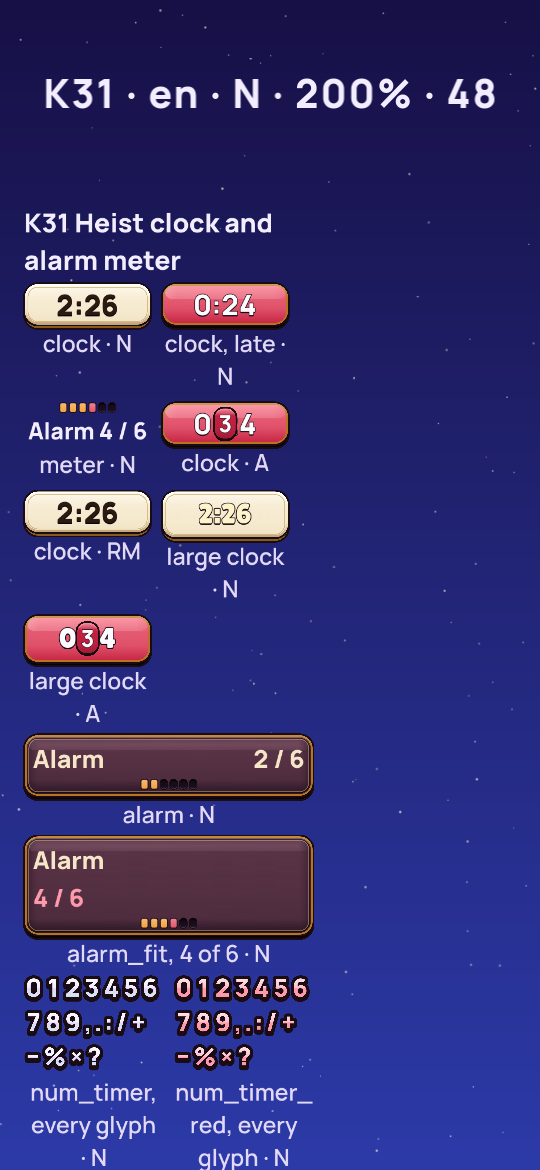 K31 · en · N · 200% · 48
K31 Heist clock and
alarm meter
2:26
0:24
clock · N
clock, late ·
N
Alarm 4 / 6
meter · N
034
clock · A
2:26
clock · RM
2:26
large clock
· N
034
large clock
· A
Alarm 2 / 6
alarm · N
Alarm
4 / 6
alarm_fit, 4 of 6 · N
0123456
789,.:/+
−%×?
num_timer,
every glyph
· N
0123456
789,.:/+
−%×?
num_timer_
red, every
glyph · N